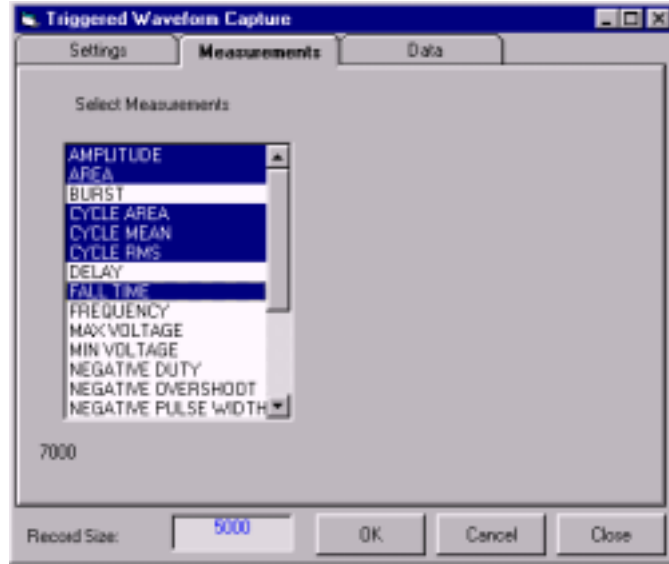 Triggered Waveform Capture
Settings Measurements Data
Select Measurements
AMPLITUDE
AREA
BURST
CYCLE AREA
CYCLE MEAN
CYCLE RMS
DELAY
FALL TIME
FREQUENCY
MAX VOLTAGE
MIN VOLTAGE
NEGATIVE DUTY
NEGATIVE OVERSHOOT
NEGATIVE PULSE WIDTH
7000
Record Size: 5000 OK Cancel Close